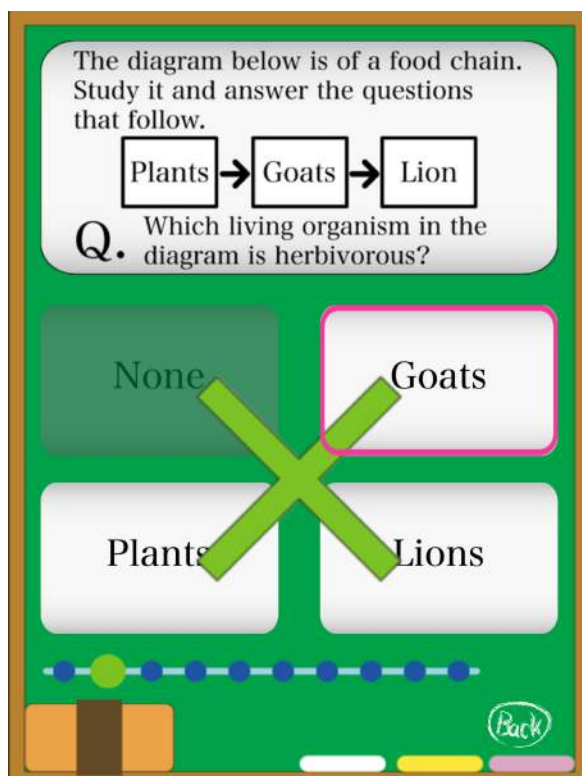 The diagram below is of a food chain.
Study it and answer the questions
that follow.
Plants Goats Lion
Q. Which living organism in the
diagram is herbivorous?
None Goats
Plants Lions
Back